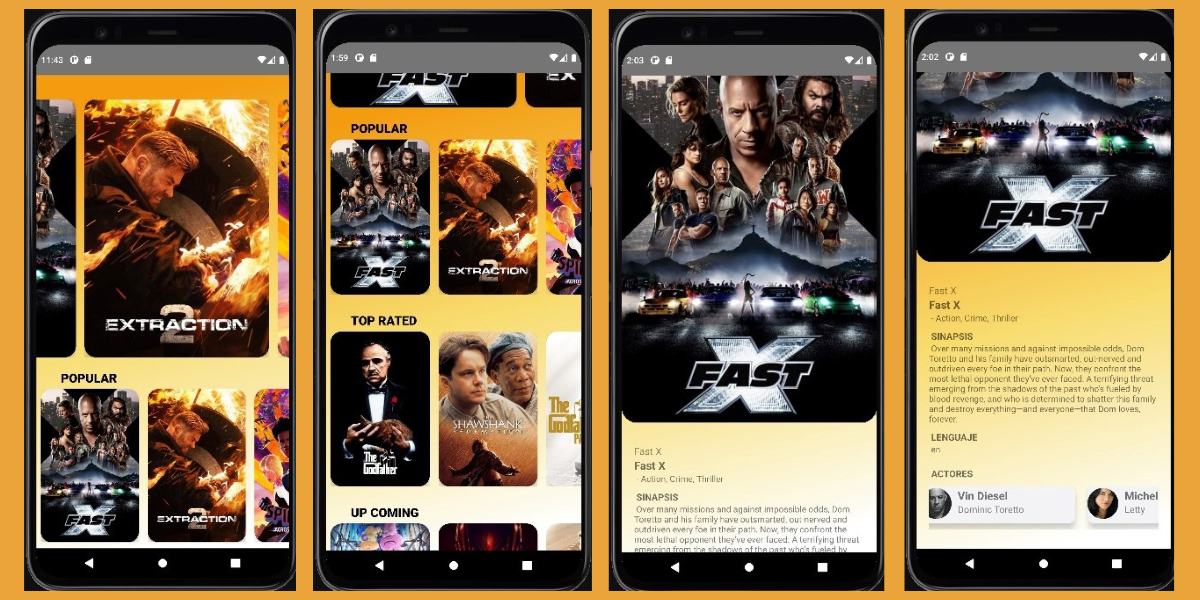 11:43
EXTRACTION
2
POPULAR
FAST
X
EXTRACTION
2
1:59
FAST
X
EX
POPULAR
FAST
X
EXTRACTION
2
SPI
TOP RATED
The
Godfather
SHAWSHANK
REDEMPTION
The
Godfa
PA
UP COMING
2:03
FAST
X
Fast X
Fast X
- Action, Crime, Thriller
SINAPSIS
Over many missions and against impossible odds, Dom
Toretto and his family have outsmarted, out-nerved and
outdriven every foe in their path. Now, they confront the
most lethal opponent they've ever faced: A terrifying threat
emerging from the shadows of the past who's fueled by
2:02
FAST
X
Fast X
Fast X
- Action, Crime, Thriller
SINAPSIS
Over many missions and against impossible odds, Dom
Toretto and his family have outsmarted, out-nerved and
outdriven every foe in their path. Now, they confront the
most lethal opponent they've ever faced: A terrifying threat
emerging from the shadows of the past who's fueled by
blood revenge, and who is determined to shatter this family
and destroy everything—and everyone—that Dom loves,
forever.
LENGUAJE
en
ACTORES
Vin Diesel
Dominic Toretto
Michel
Letty